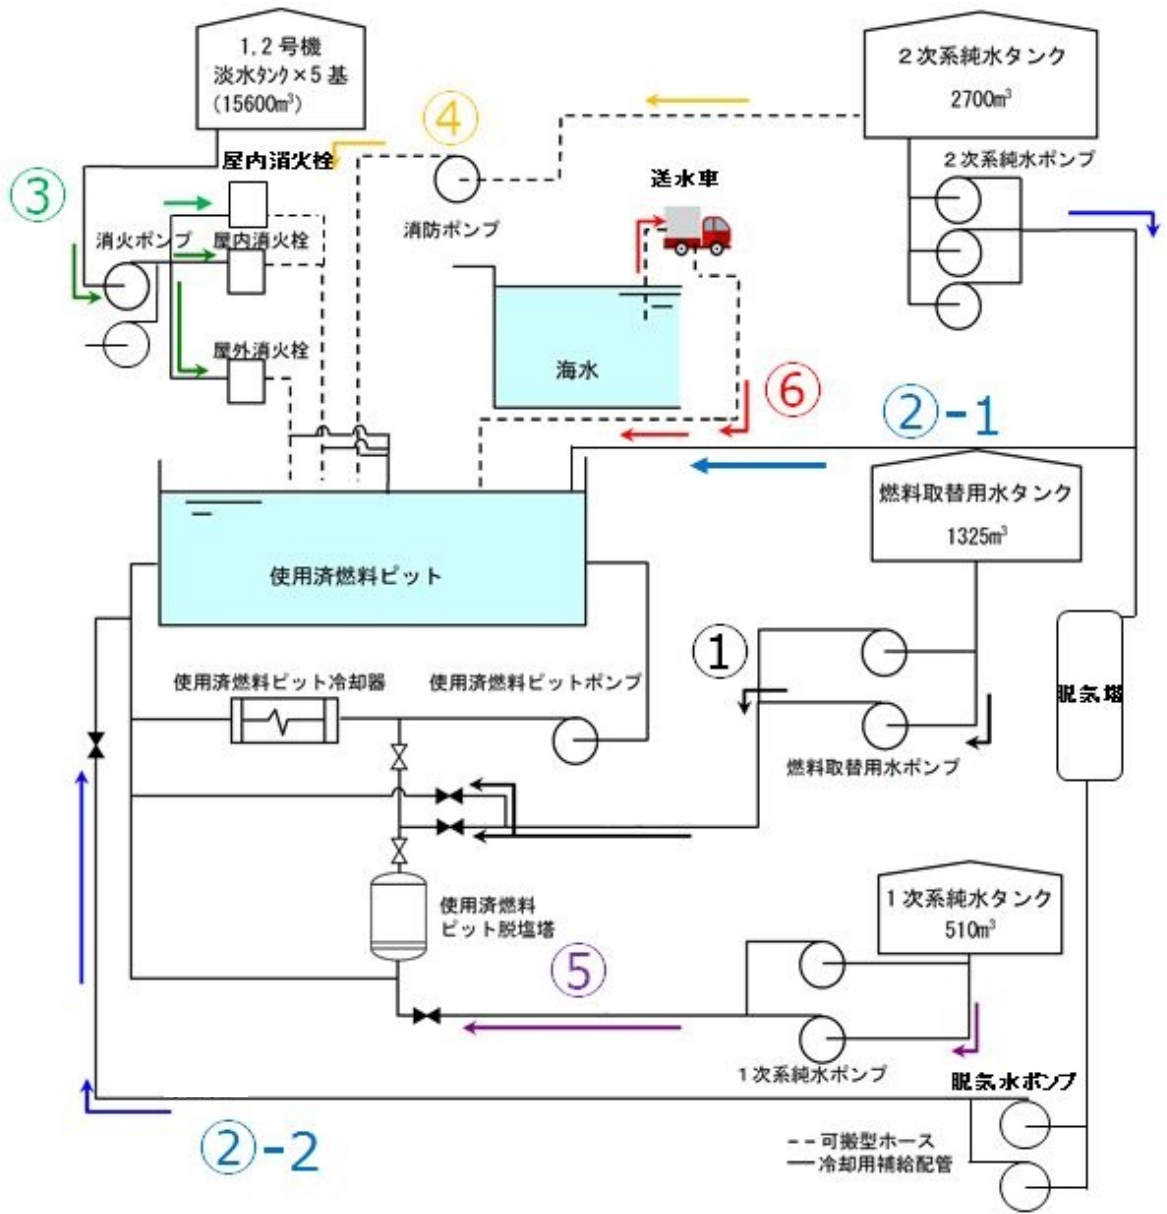 1,2号機
淡水タンク×5基
(15600m³)
屋内消火栓
③
消火ポンプ
屋内消火栓
屋外消火栓
④
消防ポンプ
送水車
海水
⑥
2次系純水タンク
2700m³
2次系純水ポンプ
②-1
燃料取替用水タンク
1325m³
使用済燃料ピット
①
使用済燃料ピット冷却器
使用済燃料ピットポンプ
燃料取替用水ポンプ
脱気塔
使用済燃料
ピット脱塩塔
⑤
1次系純水タンク
510m³
1次系純水ポンプ
脱気水ポンプ
②-2
可搬型ホース
冷却用補給配管